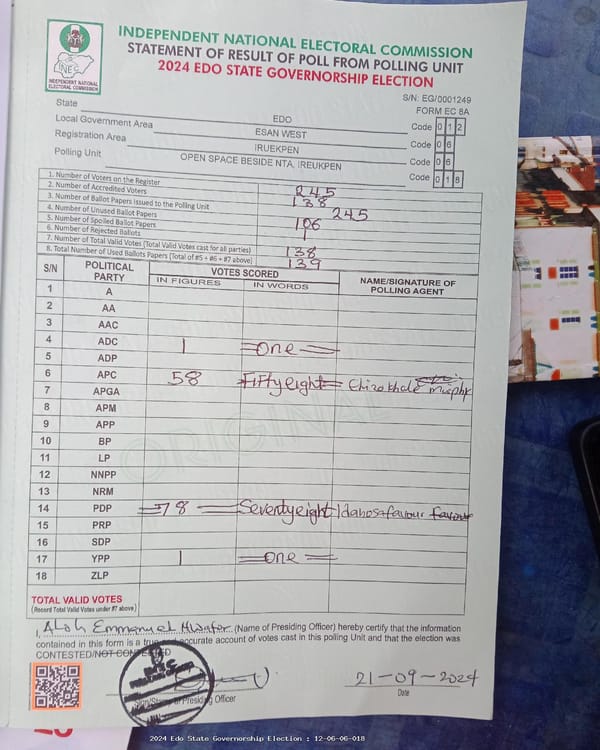 INDEPENDENT NATIONAL ELECTORAL COMMISSION
STATEMENT OF RESULT OF POLL FROM POLLING UNIT
2024 EDO STATE GOVERNORSHIP ELECTION
INEC
INDEPENDENT NATIONAL
ELECTORAL COMMISSION
S/N: EG/0001249
FORM EC 8A
State EDO Code 0 1 2
Local Government Area ESAN WEST Code 0 6
Registration Area IRUEKPEN Code 0 6
Polling Unit OPEN SPACE BESIDE NTA, IREUKPEN Code 0 1 8
1. Number of Voters on the Register 245
2. Number of Accredited Voters 138
3. Number of Ballot Papers issued to the Polling Unit 245
4. Number of Unused Ballot Papers 106
5. Number of Spoiled Ballot Papers 1
6. Number of Rejected Ballots
7. Number of Total Valid Votes (Total Valid Votes cast for all parties) 138
8. Total Number of Used Ballots Papers (Total of #5 + #6 + #7 above) 139
S/N POLITICAL PARTY VOTES SCORED NAME/SIGNATURE OF POLLING AGENT
IN FIGURES IN WORDS
1 A
2 AA
3 AAC
4 ADC 1 One
5 ADP
6 APC 58 Fifty eight
7 APGA
8 APM
9 APP
10 BP
11 LP
12 NNPP
13 NRM
14 PDP 78 Seventy eight Idahosa favour favour
15 PRP
16 SDP
17 YPP 1 One
18 ZLP
ORIGINAL
TOTAL VALID VOTES
(Record Total Valid Votes under #7 above)
I, Emmanuel (Name of Presiding Officer) hereby certify that the information
contained in this form is a true and accurate account of votes cast in this polling Unit and that the election was
CONTESTED/NOT CONTESTED
21-09-2024
Sign/Stamp of Presiding Officer Date
2024 Edo State Governorship Election : 12-06-06-018